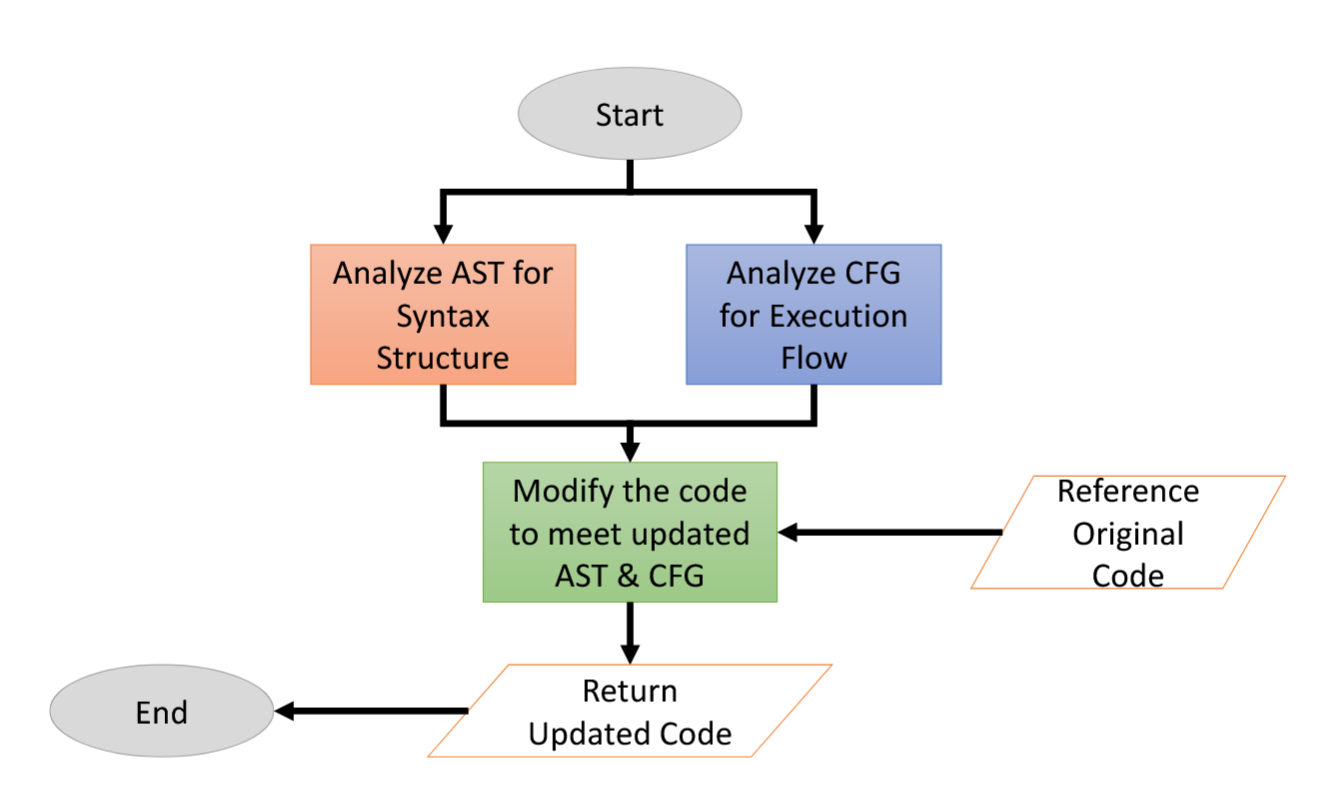 Start
Analyze AST for
Syntax
Structure
Analyze CFG
for Execution
Flow
Modify the code
to meet updated
AST & CFG
Reference
Original
Code
Return
Updated Code
End